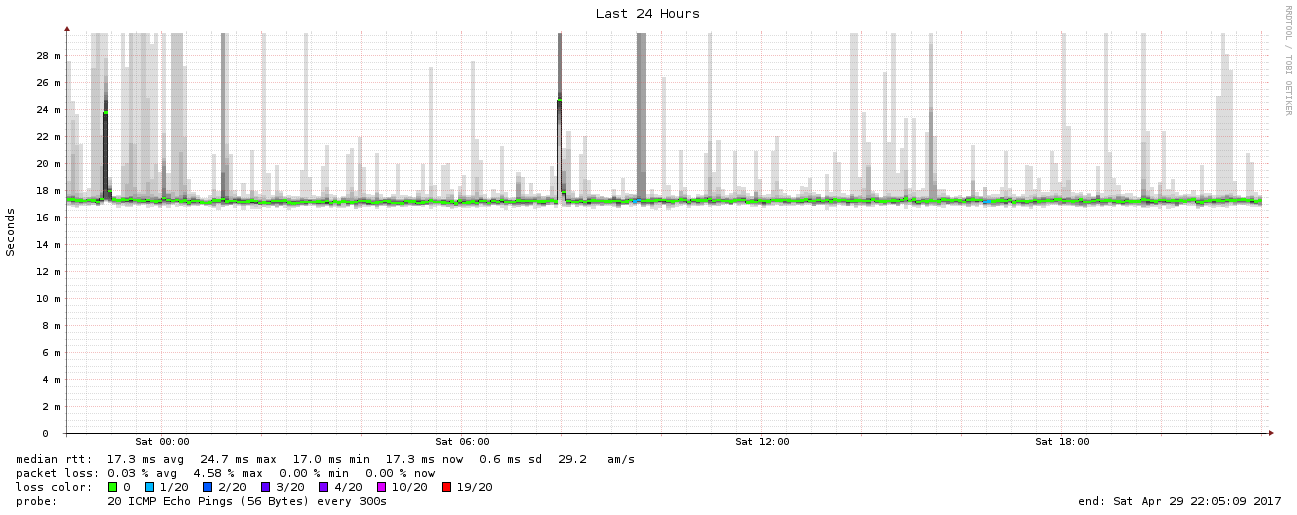 Last 24 Hours
RRDTOOL / TOBI OETIKER
Seconds
28 m
26 m
24 m
22 m
20 m
18 m
16 m
14 m
12 m
10 m
8 m
6 m
4 m
2 m
0
Sat 00:00 Sat 06:00 Sat 12:00 Sat 18:00
median rtt: 17.3 ms avg 24.7 ms max 17.0 ms min 17.3 ms now 0.6 ms sd 29.2 am/s
packet loss: 0.03 % avg 4.58 % max 0.00 % min 0.00 % now
loss color: 0 1/20 2/20 3/20 4/20 10/20 19/20
probe: 20 ICMP Echo Pings (56 Bytes) every 300s end: Sat Apr 29 22:05:09 2017